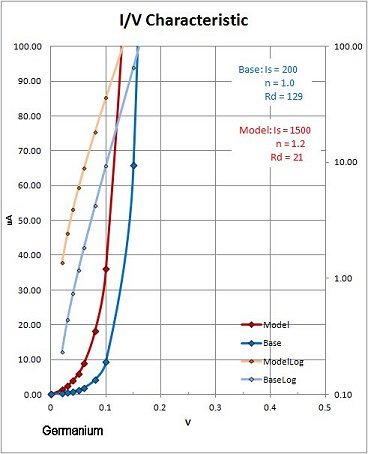 I/V Characteristic
100.00
90.00
80.00
70.00
60.00
50.00
40.00
30.00
20.00
10.00
0.00
uA
100.00
10.00
1.00
0.10
Base: Is = 200
n = 1.0
Rd = 129
Model: Is = 1500
n = 1.2
Rd = 21
Model
Base
ModelLog
BaseLog
0 0.1 0.2 0.3 0.4 0.5
V
Germanium